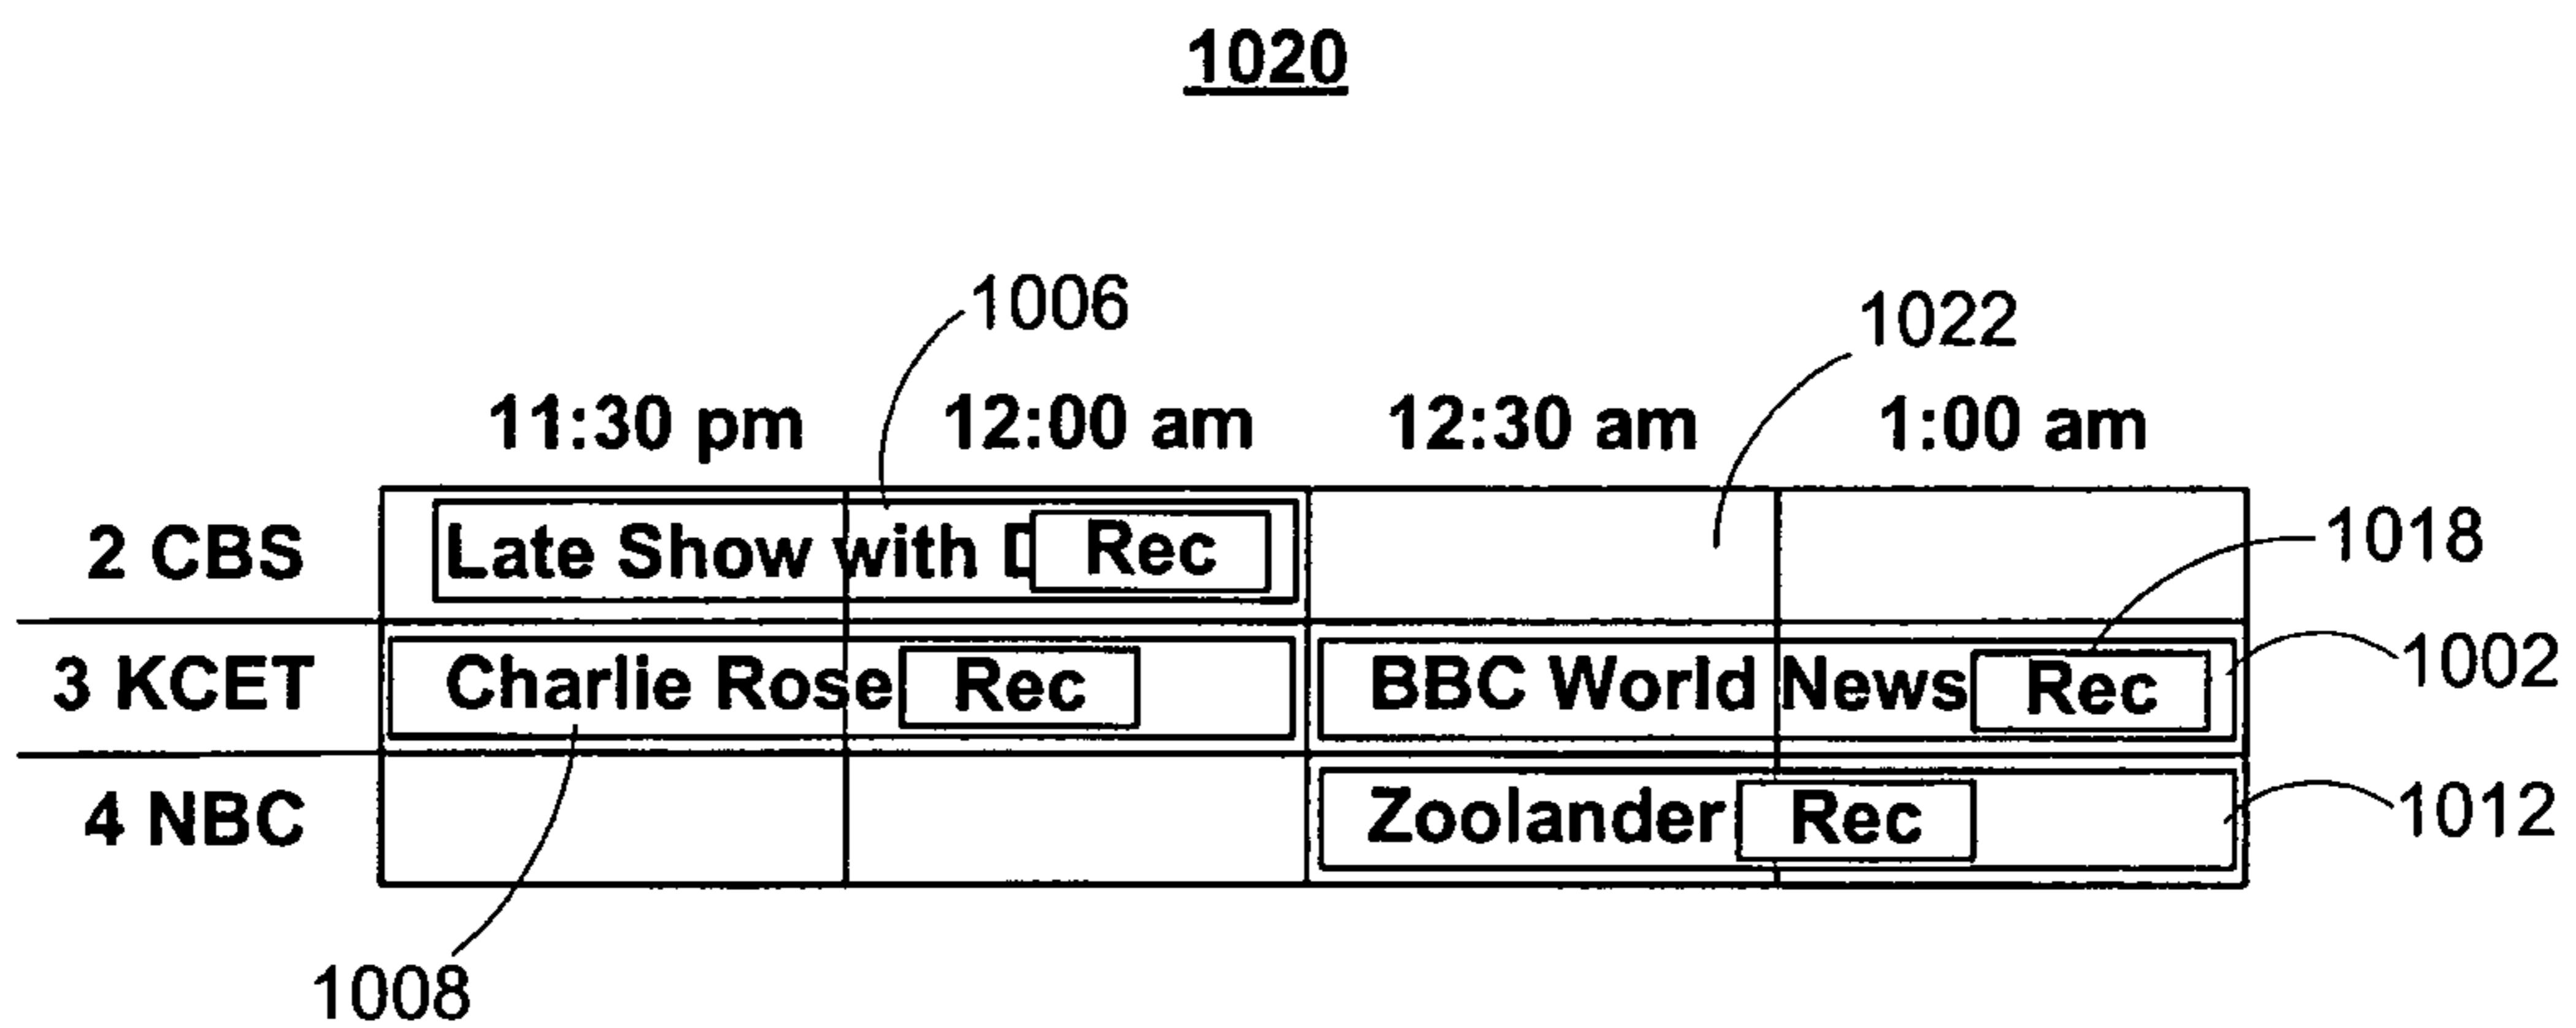 1020
1006
1022
11:30 pm 12:00 am 12:30 am 1:00 am
2 CBS Late Show with Rec
1018
3 KCET Charlie Rose Rec BBC World News Rec
1002
4 NBC Zoolander Rec
1012
1008